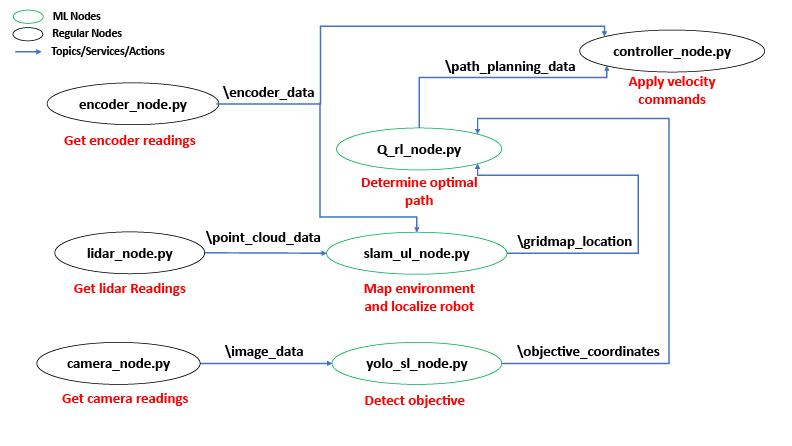 ML Nodes
Regular Nodes
Topics/Services/Actions
controller_node.py
\path_planning_data
Apply velocity
commands
encoder_node.py
\encoder_data
Get encoder readings
Q_rl_node.py
Determine optimal
path
\point_cloud_data
\gridmap_location
lidar_node.py
slam_ul_node.py
Get lidar Readings
Map environment
and localize robot
\image_data
\objective_coordinates
camera_node.py
yolo_sl_node.py
Get camera readings
Detect objective